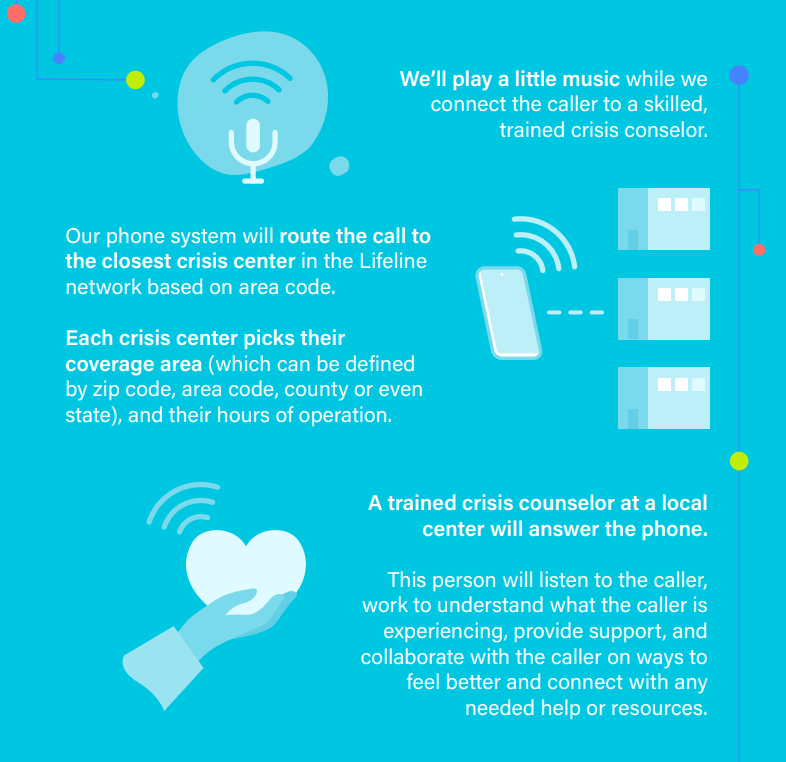 We’ll play a little music while we
connect the caller to a skilled,
trained crisis conselor.
Our phone system will route the call to
the closest crisis center in the Lifeline
network based on area code.
Each crisis center picks their
coverage area (which can be defined
by zip code, area code, county or even
state), and their hours of operation.
A trained crisis counselor at a local
center will answer the phone.
This person will listen to the caller,
work to understand what the caller is
experiencing, provide support, and
collaborate with the caller on ways to
feel better and connect with any
needed help or resources.